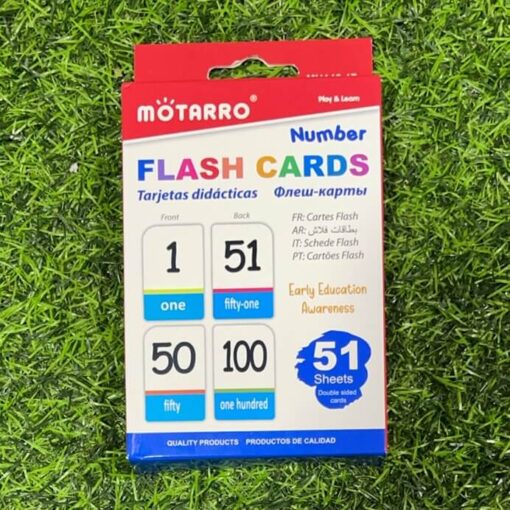 MOTARRO®
Play & Learn
Number
FLASH CARDS
Tarjetas didácticas Флеш-карты
Front Back
FR: Cartes Flash
AR: بطاقات فلاش
IT: Schede Flash
PT: Cartões Flash
1
one
51
fifty-one
Early Education
Awareness
50
fifty
100
one hundred
51
Sheets
Double sided
cards
QUALITY PRODUCTS PRODUCTOS DE CALIDAD